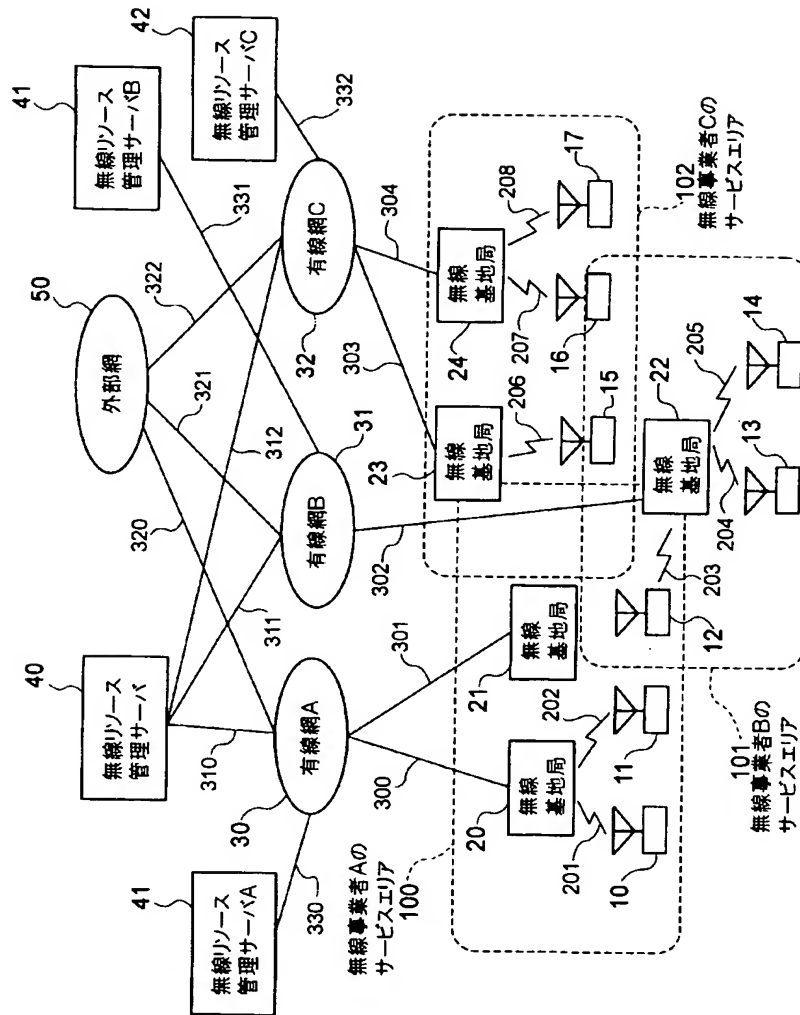 42
無線リソース
管理サーバC
41
無線リソース
管理サーバB
332
331
50
外部網
322
有線網C
32
304
303
321
312
31
有線網B
320
311
302
40
無線リソース
管理サーバ
310
有線網A
30
301
300
41
無線リソース
管理サーバA
330
無線事業者Aの
サービスエリア
100
無線
基地局
20
無線
基地局
21
201
202
10
11
無線
基地局
23
無線
基地局
24
206
207
208
15
16
17
102
無線事業者Cの
サービスエリア
無線
基地局
22
203
204
205
12
13
14
101
無線事業者Bの
サービスエリア